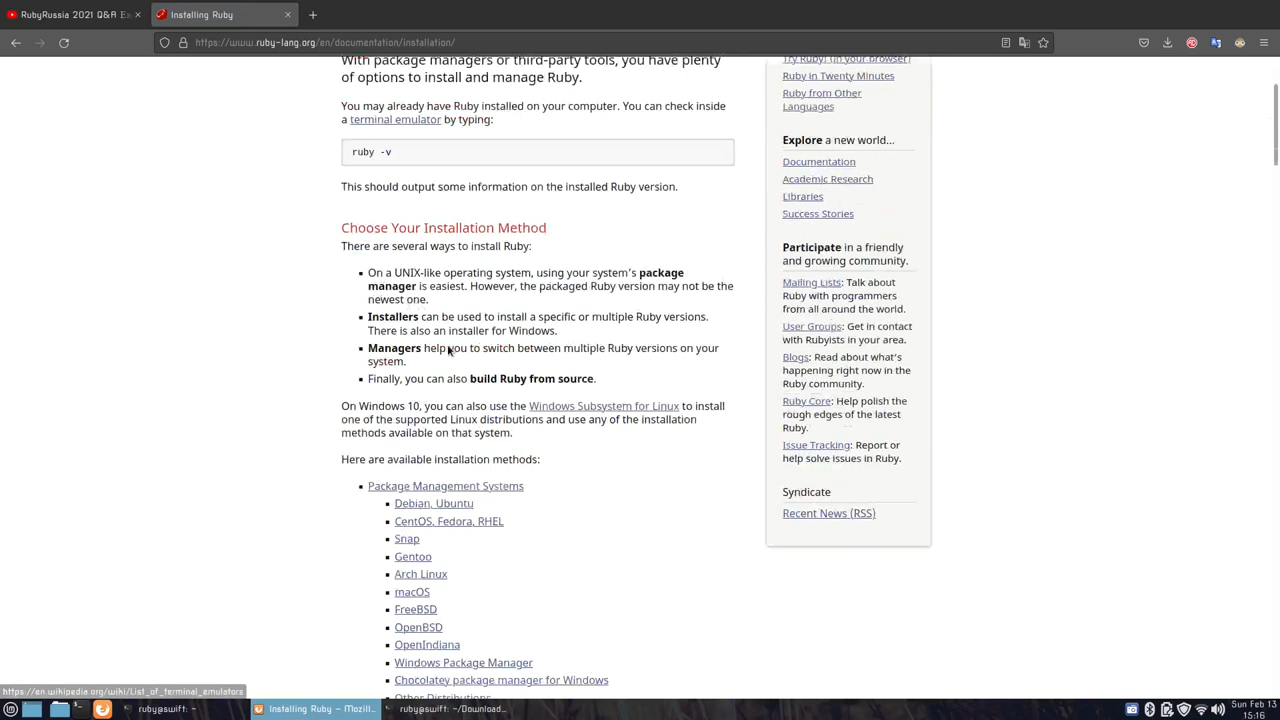 RubyRussia 2021 Q&A Ea
Installing Ruby
https://www.ruby-lang.org/en/documentation/installation/
With package managers or third-party tools, you have plenty
of options to install and manage Ruby.
You may already have Ruby installed on your computer. You can check inside
a terminal emulator by typing:
ruby -v
This should output some information on the installed Ruby version.
Choose Your Installation Method
There are several ways to install Ruby:
On a UNIX-like operating system, using your system's package
manager is easiest. However, the packaged Ruby version may not be the
newest one.
Installers can be used to install a specific or multiple Ruby versions.
There is also an installer for Windows.
Managers help you to switch between multiple Ruby versions on your
system.
Finally, you can also build Ruby from source.
On Windows 10, you can also use the Windows Subsystem for Linux to install
one of the supported Linux distributions and use any of the installation
methods available on that system.
Here are available installation methods:
Package Management Systems
Debian, Ubuntu
CentOS, Fedora, RHEL
Snap
Gentoo
Arch Linux
macOS
FreeBSD
OpenBSD
OpenIndiana
Windows Package Manager
Chocolatey package manager for Windows
Other Distributions
Try Ruby! (in your browser)
Ruby in Twenty Minutes
Ruby from Other
Languages
Explore a new world...
Documentation
Academic Research
Libraries
Success Stories
Participate in a friendly
and growing community.
Mailing Lists: Talk about
Ruby with programmers
from all around the world.
User Groups: Get in contact
with Rubyists in your area.
Blogs: Read about what's
happening right now in the
Ruby community.
Ruby Core: Help polish the
rough edges of the latest
Ruby.
Issue Tracking: Report or
help solve issues in Ruby.
Syndicate
Recent News (RSS)
https://en.wikipedia.org/wiki/List_of_terminal_emulators
ruby@swift: ~
Installing Ruby – Mozill...
ruby@swift: ~/Download...
Sun Feb 13
15:16